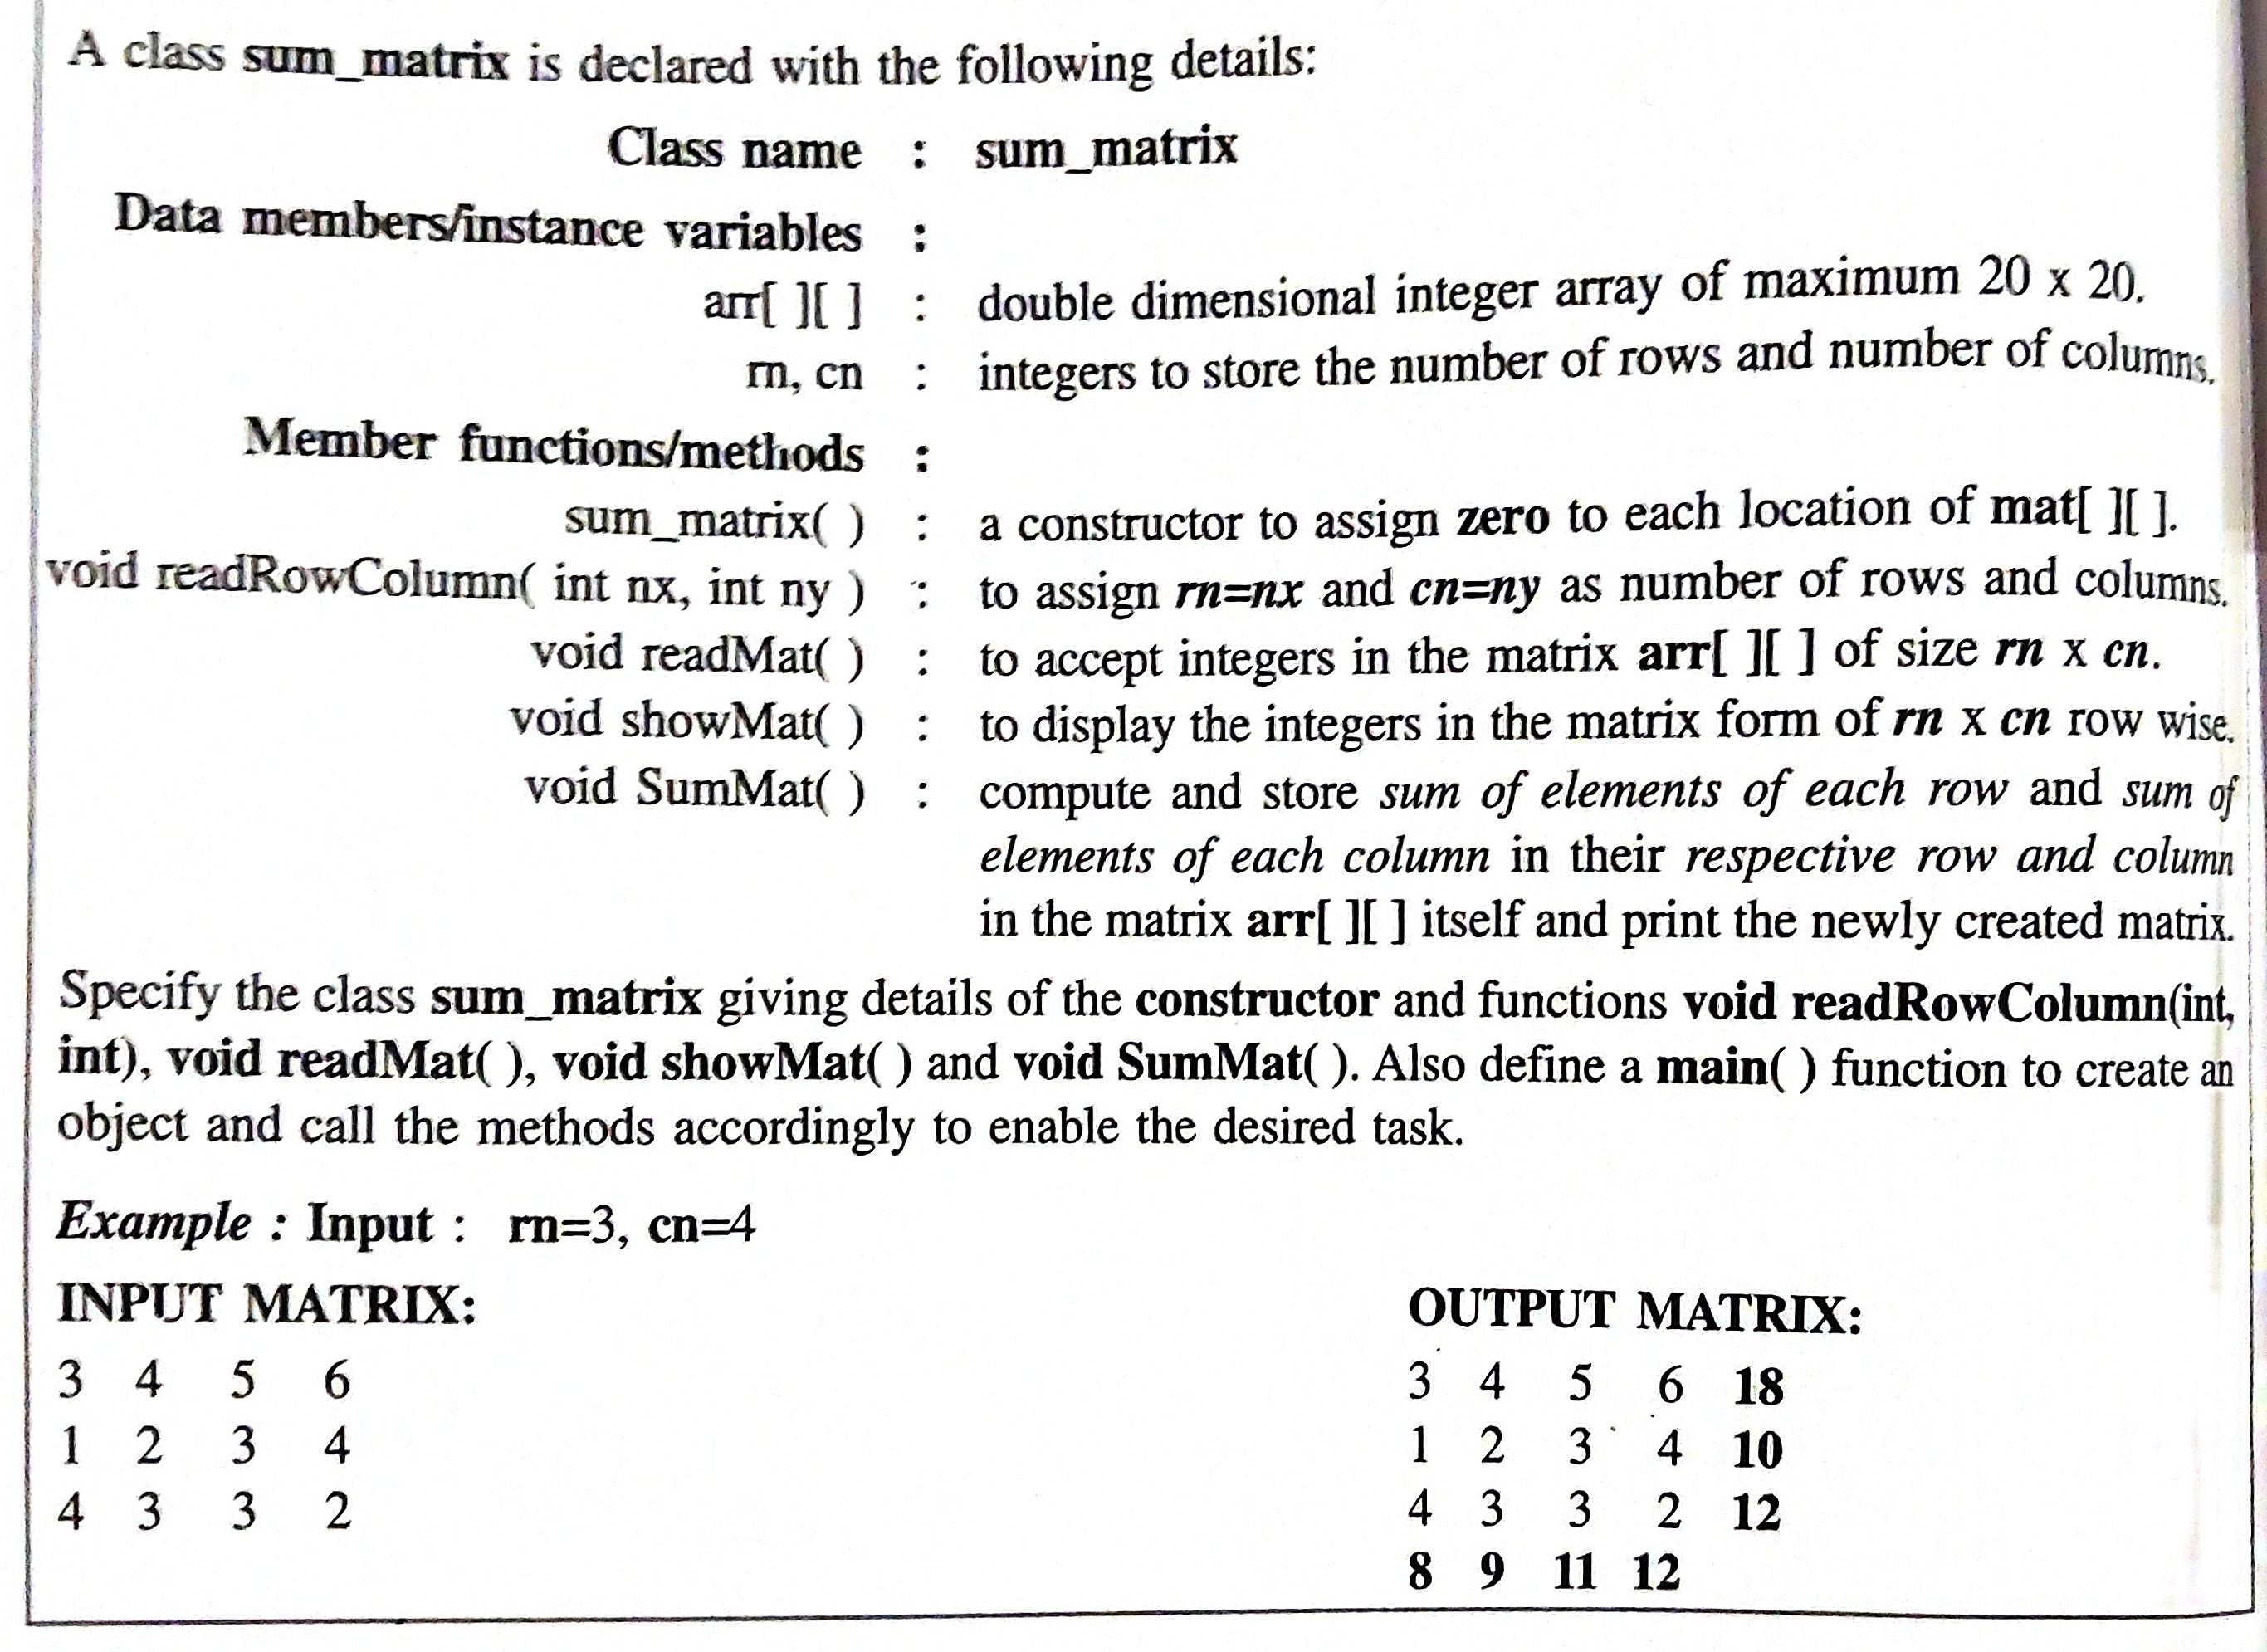 A class sum_matrix is declared with the following details:
Class name : sum_matrix
Data members/instance variables :
arr[ ][ ] : double dimensional integer array of maximum 20 x 20.
rn, cn : integers to store the number of rows and number of columns.
Member functions/methods :
sum_matrix( ) : a constructor to assign zero to each location of mat[ ][ ].
void readRowColumn( int nx, int ny ) : to assign rn=nx and cn=ny as number of rows and columns.
void readMat( ) : to accept integers in the matrix arr[ ][ ] of size rn x cn.
void showMat( ) : to display the integers in the matrix form of rn x cn row wise.
void SumMat( ) : compute and store sum of elements of each row and sum of
elements of each column in their respective row and column
in the matrix arr[ ][ ] itself and print the newly created matrix.
Specify the class sum_matrix giving details of the constructor and functions void readRowColumn(int,
int), void readMat( ), void showMat( ) and void SumMat( ). Also define a main( ) function to create an
object and call the methods accordingly to enable the desired task.
Example : Input : rn=3, cn=4
INPUT MATRIX:
3 4 5 6
1 2 3 4
4 3 3 2
OUTPUT MATRIX:
3 4 5 6 18
1 2 3 4 10
4 3 3 2 12
8 9 11 12